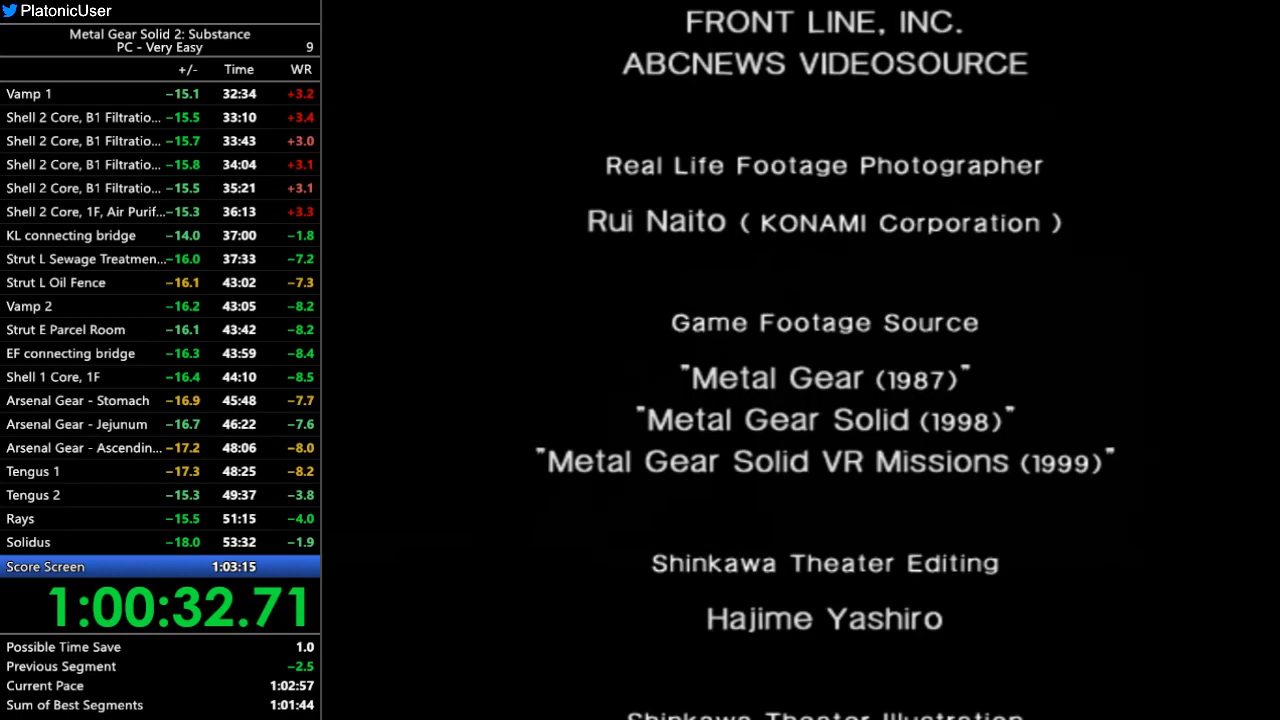 PlatonicUser
Metal Gear Solid 2: Substance
PC - Very Easy 9
+/- Time WR
Vamp 1 −15.1 32:34 +3.2
Shell 2 Core, B1 Filtratio... −15.5 33:10 +3.4
Shell 2 Core, B1 Filtratio... −15.7 33:43 +3.0
Shell 2 Core, B1 Filtratio... −15.8 34:04 +3.1
Shell 2 Core, B1 Filtratio... −15.5 35:21 +3.1
Shell 2 Core, 1F, Air Purif... −15.3 36:13 +3.3
KL connecting bridge −14.0 37:00 −1.8
Strut L Sewage Treatmen... −16.0 37:33 −7.2
Strut L Oil Fence −16.1 43:02 −7.3
Vamp 2 −16.2 43:05 −8.2
Strut E Parcel Room −16.1 43:42 −8.2
EF connecting bridge −16.3 43:59 −8.4
Shell 1 Core, 1F −16.4 44:10 −8.5
Arsenal Gear - Stomach −16.9 45:48 −7.7
Arsenal Gear - Jejunum −16.7 46:22 −7.6
Arsenal Gear - Ascendin... −17.2 48:06 −8.0
Tengus 1 −17.3 48:25 −8.2
Tengus 2 −15.3 49:37 −3.8
Rays −15.5 51:15 −4.0
Solidus −18.0 53:32 −1.9
Score Screen 1:03:15
1:00:32.71
Possible Time Save 1.0
Previous Segment −2.5
Current Pace 1:02:57
Sum of Best Segments 1:01:44
FRONT LINE, INC.
ABCNEWS VIDEOSOURCE
Real Life Footage Photographer
Rui Naito ( KONAMI Corporation )
Game Footage Source
"Metal Gear (1987)"
"Metal Gear Solid (1998)"
"Metal Gear Solid VR Missions (1999)"
Shinkawa Theater Editing
Hajime Yashiro
Shinkawa Theater Illustration